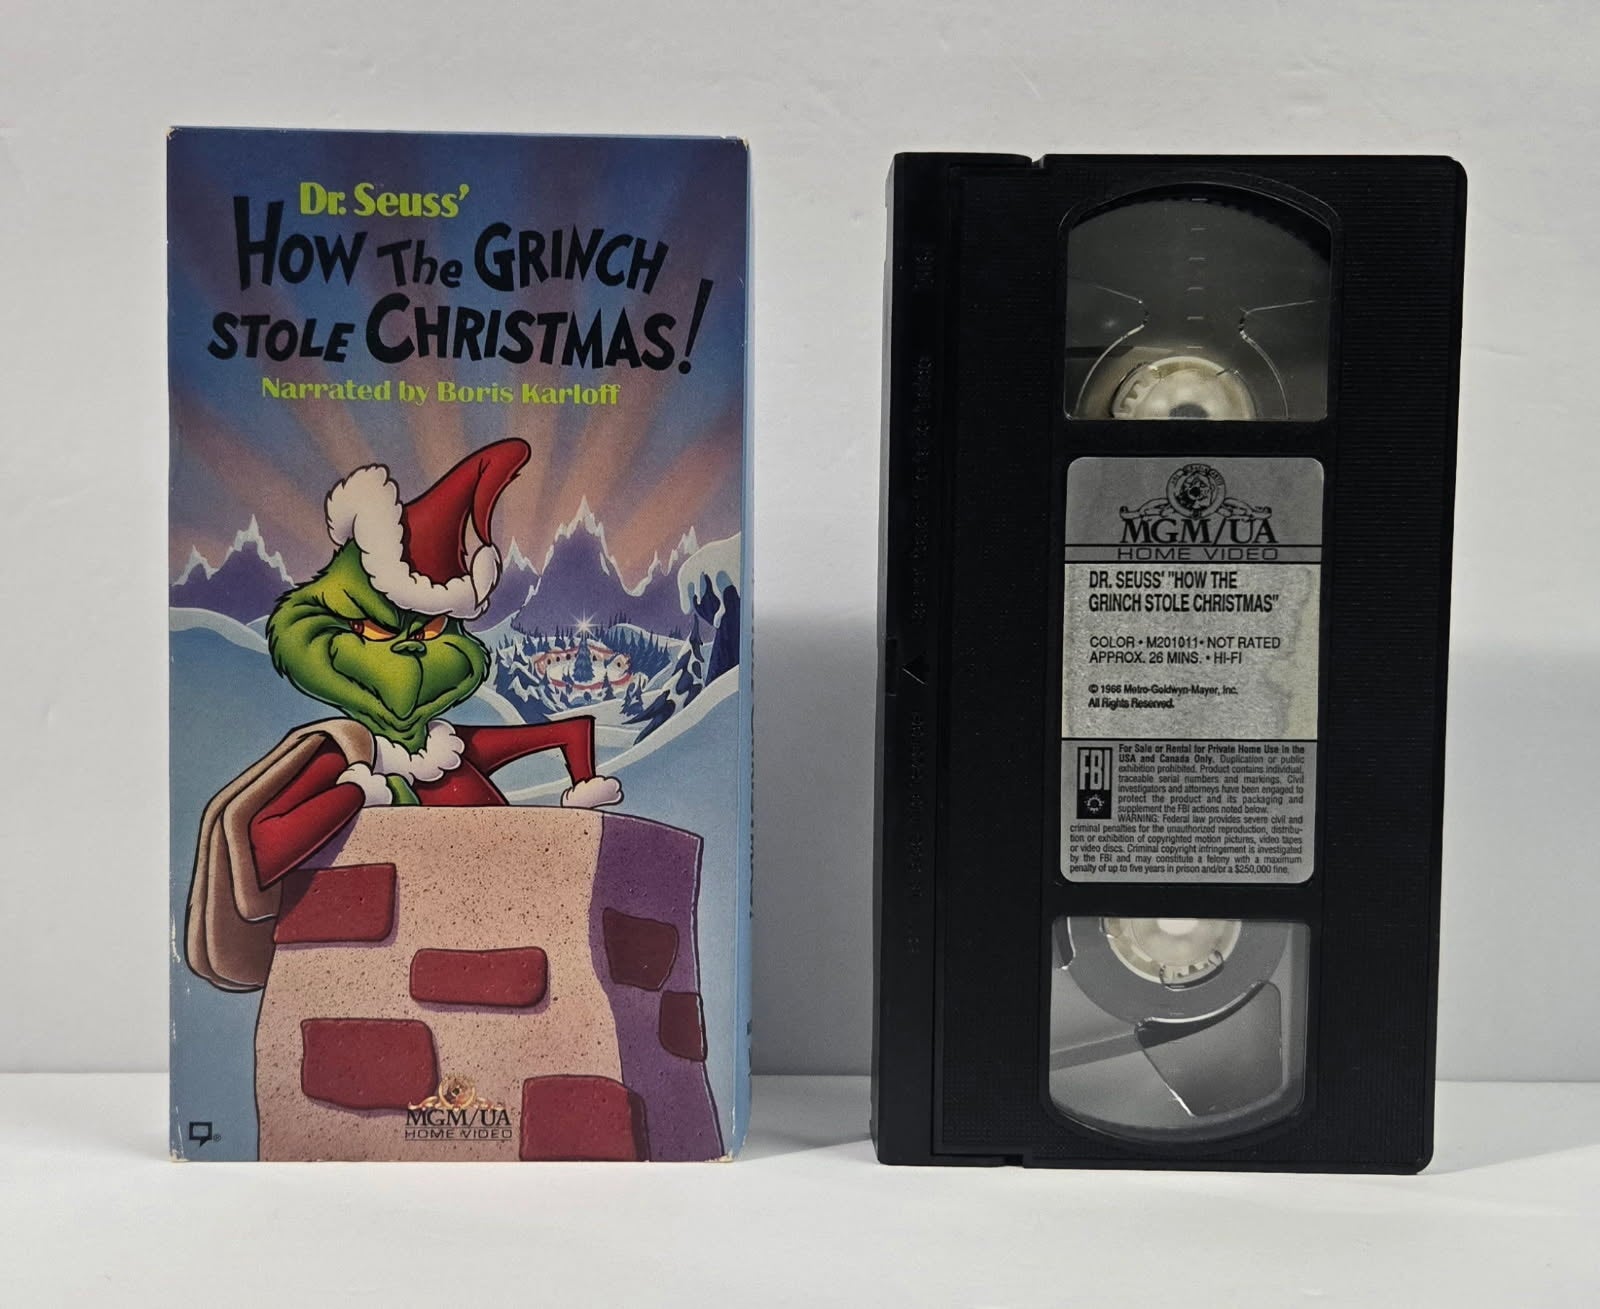 Dr. Seuss'
HOW THE GRINCH
STOLE CHRISTMAS!
Narrated by Boris Karloff
MGM/UA
HOME VIDEO
®
MGM/UA
HOME VIDEO
DR. SEUSS' "HOW THE
GRINCH STOLE CHRISTMAS"
COLOR • M201011 • NOT RATED
APPROX. 26 MINS. • HI-FI
© 1966 Metro-Goldwyn-Mayer, Inc.
All Rights Reserved.
FBI
For Sale or Rental for Private Home Use in the
USA and Canada Only. Duplication or public
exhibition prohibited. Product contains individual,
traceable serial numbers and markings. Civil
investigators and attorneys have been engaged to
protect the product and its packaging and
supplement the FBI actions noted below.
WARNING: Federal law provides severe civil and
criminal penalties for the unauthorized reproduction, distribu-
tion or exhibition of copyrighted motion pictures, video tapes
or video discs. Criminal copyright infringement is investigated
by the FBI and may constitute a felony with a maximum
penalty of up to five years in prison and/or a $250,000 fine.